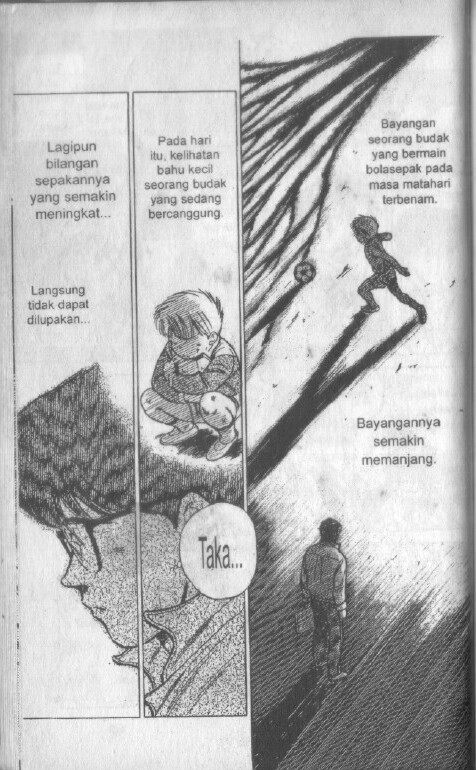 Bayangan
seorang budak
yang bermain
bolasepak pada
masa matahari
terbenam.
Bayangannya
semakin
memanjang.
Pada hari
itu, kelihatan
bahu kecil
seorang budak
yang sedang
bercanggung.
Taka...
Lagipun
bilangan
sepakannya
yang semakin
meningkat...
Langsung
tidak dapat
dilupakan...